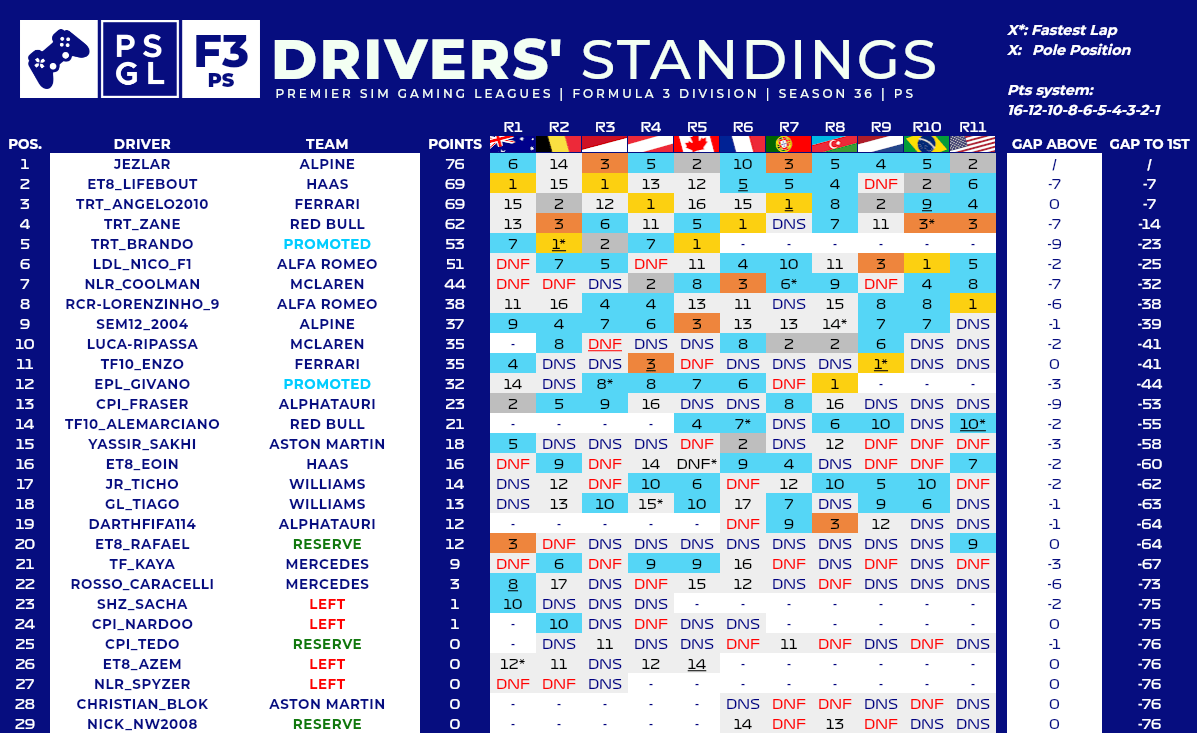 PS
GL
F3
PS
DRIVERS' STANDINGS
PREMIER SIM GAMING LEAGUES | FORMULA 3 DIVISION | SEASON 36 | PS
X*: Fastest Lap
X: Pole Position
Pts system:
16-12-10-8-6-5-4-3-2-1
R1 R2 R3 R4 R5 R6 R7 R8 R9 R10 R11
POS. DRIVER TEAM POINTS GAP ABOVE GAP TO 1ST
1 JEZLAR ALPINE 76 6 14 3 5 2 10 3 5 4 5 2 / /
2 ET8_LIFEBOUT HAAS 69 1 15 1 13 12 5 5 4 DNF 2 6 -7 -7
3 TRT_ANGELO2010 FERRARI 69 15 2 12 1 16 15 1 8 2 9 4 0 -7
4 TRT_ZANE RED BULL 62 13 3 6 11 5 1 DNS 7 11 3* 3 -7 -14
5 TRT_BRANDO PROMOTED 53 7 1* 2 7 1 - - - - - - -9 -23
6 LDL_N1CO_F1 ALFA ROMEO 51 DNF 7 5 DNF 11 4 10 11 3 1 5 -2 -25
7 NLR_COOLMAN MCLAREN 44 DNF DNF DNS 2 8 3 6* 9 DNF 4 8 -7 -32
8 RCR-LORENZINHO_9 ALFA ROMEO 38 11 16 4 4 13 11 DNS 15 8 8 1 -6 -38
9 SEM12_2004 ALPINE 37 9 4 7 6 3 13 13 14* 7 7 DNS -1 -39
10 LUCA-RIPASSA MCLAREN 35 - 8 DNF DNS DNS 8 2 2 6 DNS DNS -2 -41
11 TF10_ENZO FERRARI 35 4 DNS DNS 3 DNF DNS DNS DNS 1* DNS DNS 0 -41
12 EPL_GIVANO PROMOTED 32 14 DNS 8* 8 7 6 DNF 1 - - - -3 -44
13 CPI_FRASER ALPHATAURI 23 2 5 9 16 DNS DNS 8 16 DNS DNS DNS -9 -53
14 TF10_ALEMARCIANO RED BULL 21 - - - - 4 7* DNS 6 10 DNS 10* -2 -55
15 YASSIR_SAKHI ASTON MARTIN 18 5 DNS DNS DNS DNF 2 DNS 12 DNF DNF DNF -3 -58
16 ET8_EOIN HAAS 16 DNF 9 DNF 14 DNF* 9 4 DNS DNF DNF 7 -2 -60
17 JR_TICHO WILLIAMS 14 DNS 12 DNF 10 6 DNF 12 10 5 10 DNF -2 -62
18 GL_TIAGO WILLIAMS 13 DNS 13 10 15* 10 17 7 DNS 9 6 DNS -1 -63
19 DARTHFIFA114 ALPHATAURI 12 - - - - - DNF 9 3 12 DNS DNS -1 -64
20 ET8_RAFAEL RESERVE 12 3 DNF DNS DNS DNS DNS DNS DNS DNS DNS 9 0 -64
21 TF_KAYA MERCEDES 9 DNF 6 DNF 9 9 16 DNF DNS DNF DNS DNF -3 -67
22 ROSSO_CARACELLI MERCEDES 3 8 17 DNS DNF 15 12 DNS DNF DNS DNS DNS -6 -73
23 SHZ_SACHA LEFT 1 10 DNS DNS DNS - - - - - - - -2 -75
24 CPI_NARDOO LEFT 1 - 10 DNS DNF DNS DNS - - - - - 0 -75
25 CPI_TEDO RESERVE 0 - DNS 11 DNS DNS DNF 11 DNF DNS DNF DNS -1 -76
26 ET8_AZEM LEFT 0 12* 11 DNS 12 14 - - - - - - 0 -76
27 NLR_SPYZER LEFT 0 DNF DNF DNS - - - - - - - - 0 -76
28 CHRISTIAN_BLOK ASTON MARTIN 0 - - - - - DNS DNF DNF DNS DNF DNS 0 -76
29 NICK_NW2008 RESERVE 0 - - - - - 14 DNF 13 DNF DNS DNS 0 -76